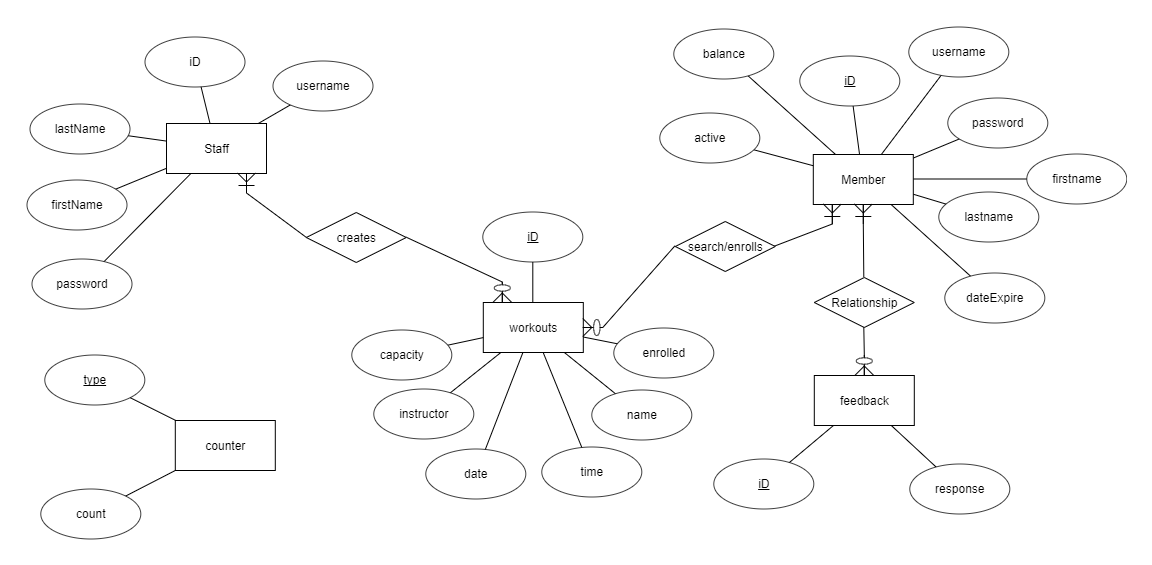 iD
username
lastName
Staff
firstName
password
creates
iD
workouts
capacity
instructor
date
time
name
enrolled
search/enrolls
balance
iD
username
active
password
Member
firstname
lastname
dateExpire
Relationship
feedback
iD
response
type
counter
count